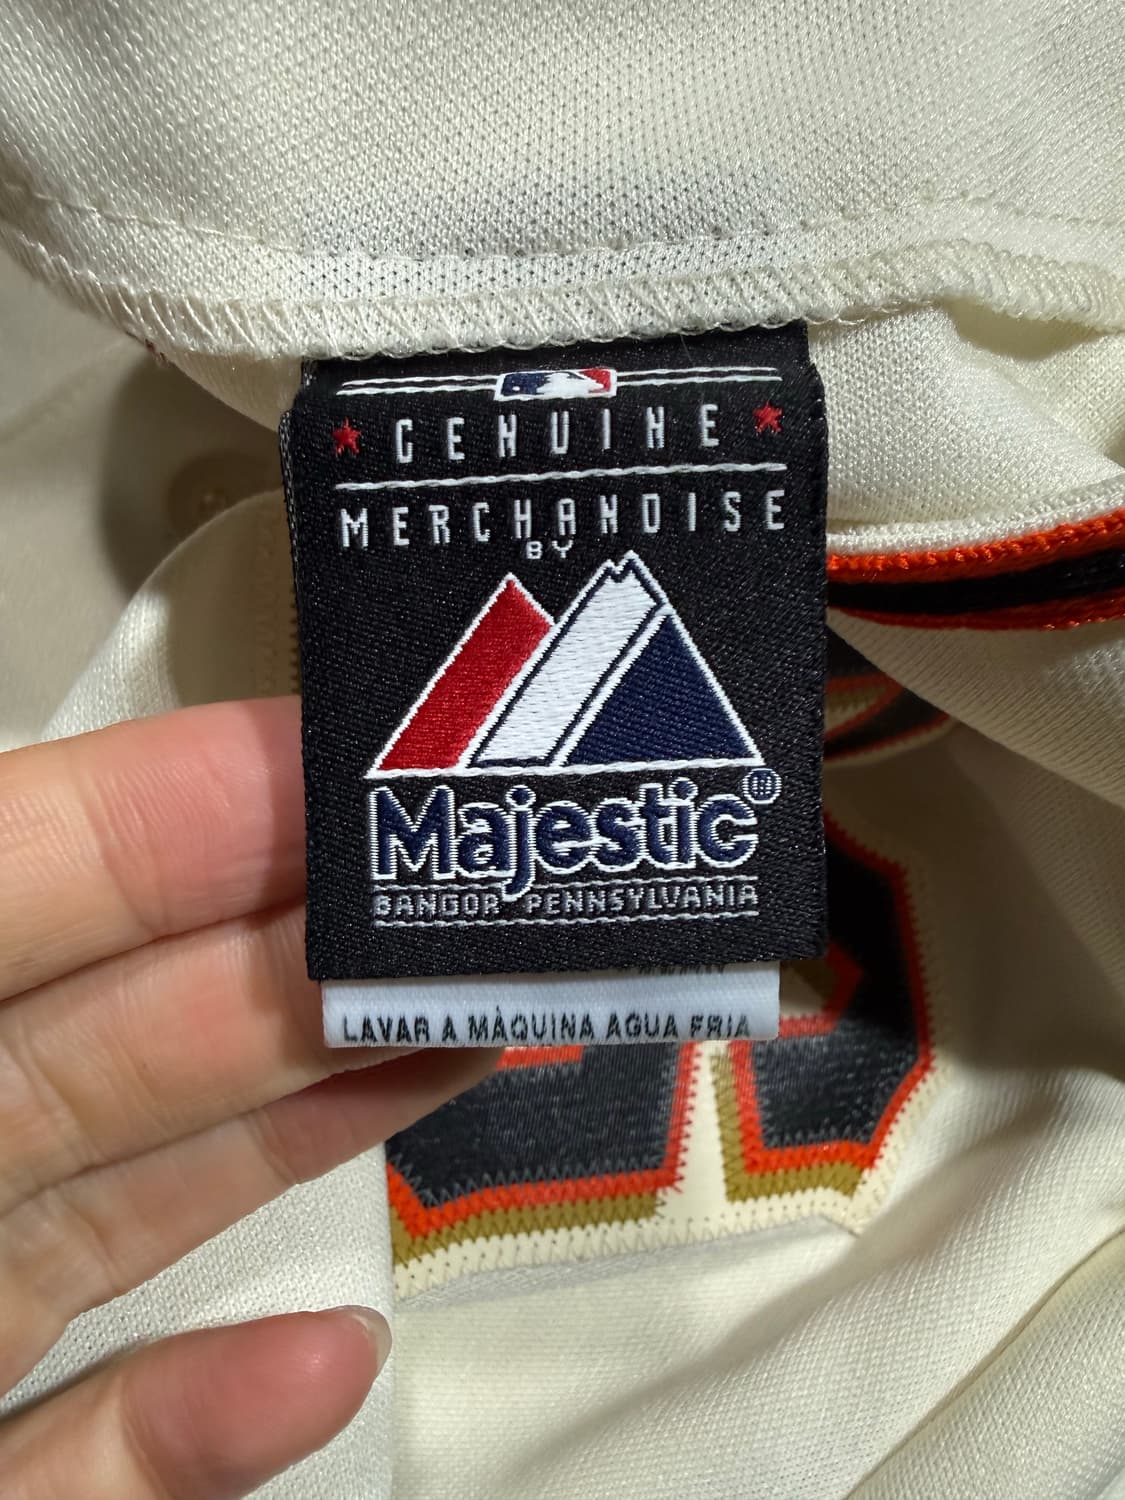 GENUINE
MERCHANDISE
BY
Majestic®
BANGOR PENNSYLVANIA
LAVAR A MÀQUINA AGUA FRIA